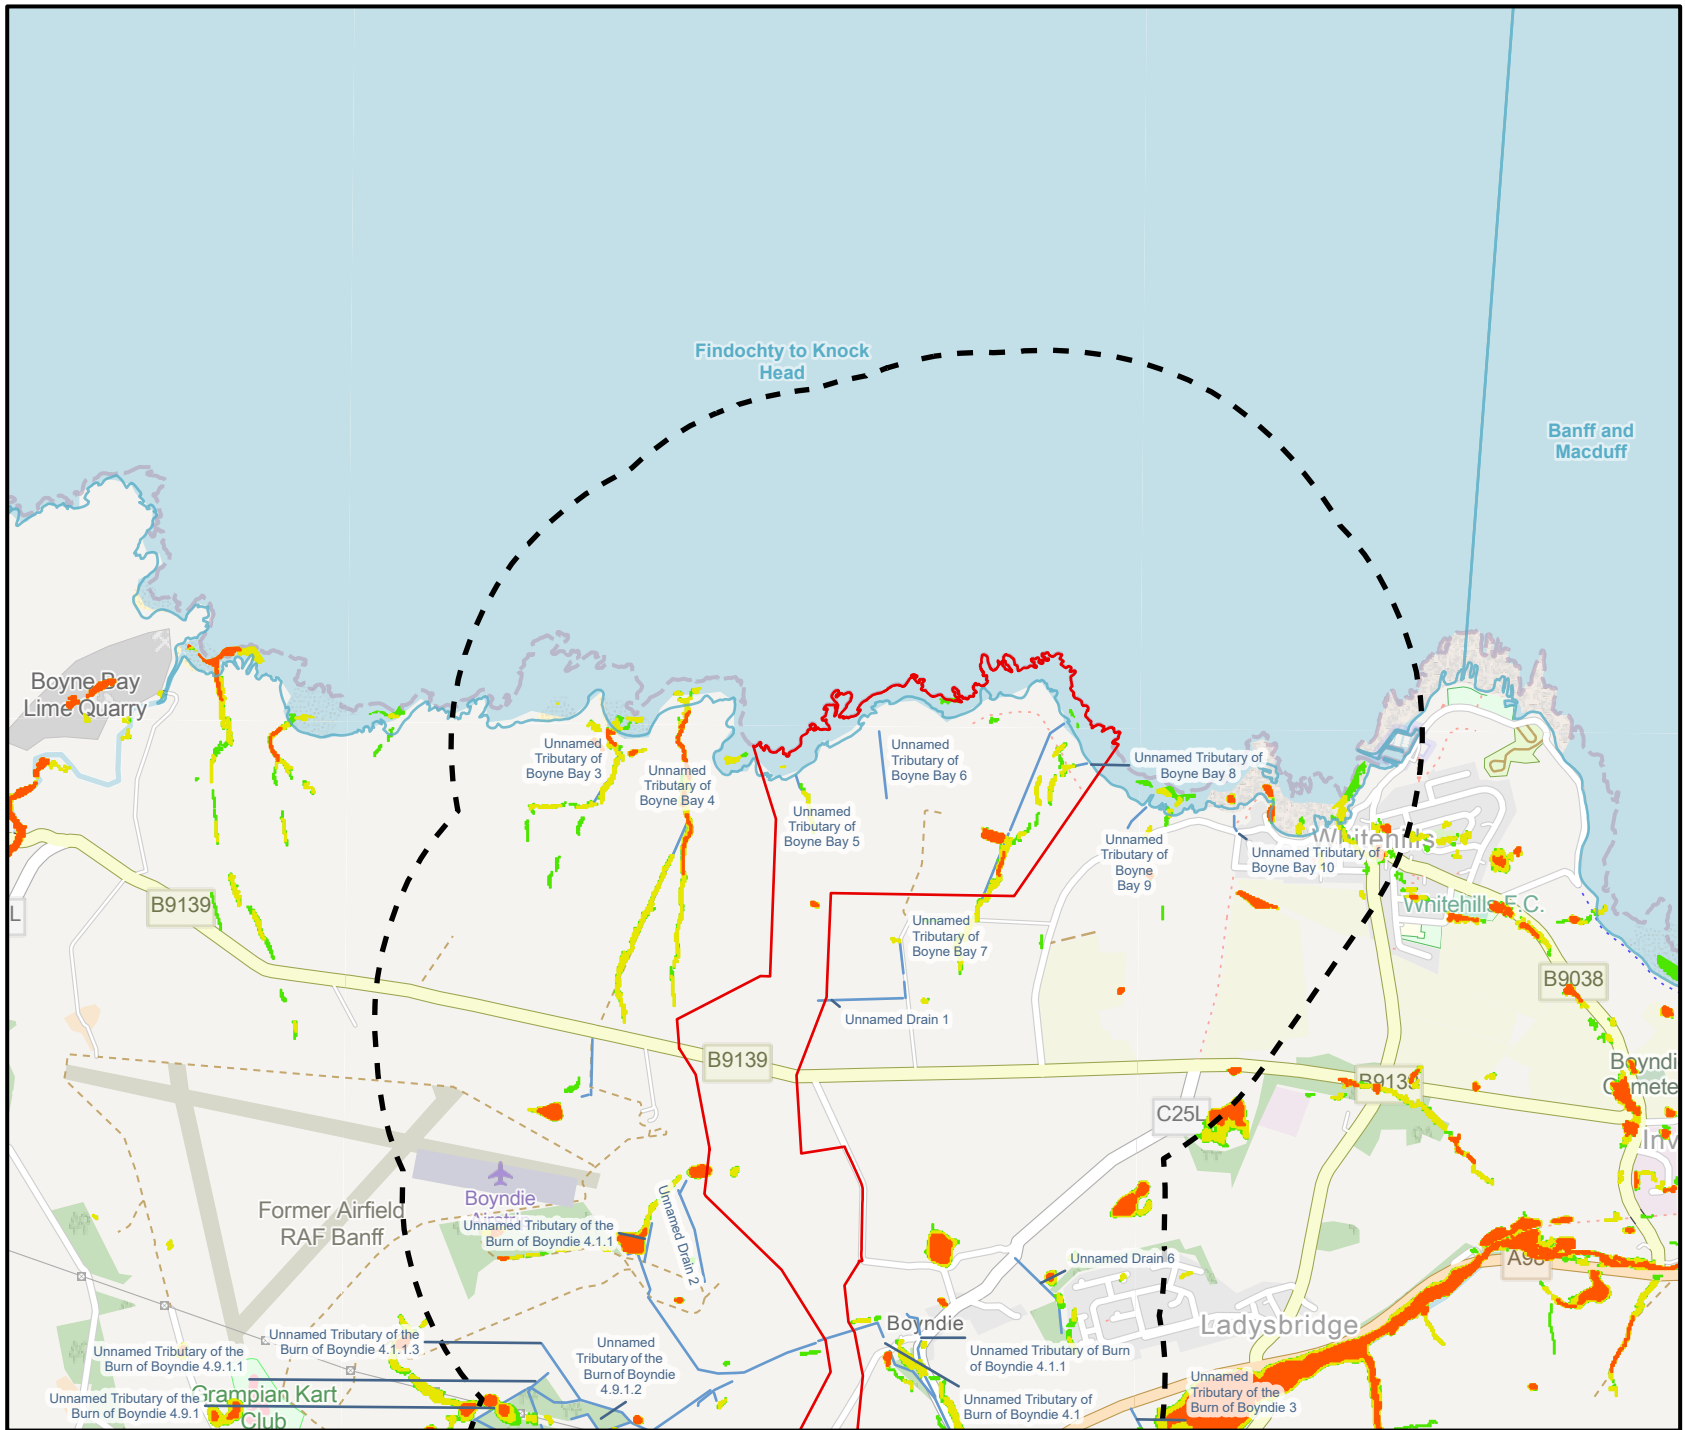 Findochty to Knock
Head
Banff and
Macduff
Boyne Bay
Lime Quarry
Unnamed
Tributary of
Boyne Bay 3
Unnamed
Tributary of
Boyne Bay 4
Unnamed
Tributary of
Boyne Bay 5
Unnamed
Tributary of
Boyne Bay 6
Unnamed Tributary of
Boyne Bay 8
Unnamed
Tributary of
Boyne
Bay 9
Whitehills
Unnamed Tributary of
Boyne Bay 10
L
B9139
Unnamed
Tributary of
Boyne Bay 7
Whitehills F.C.
B9038
Unnamed Drain 1
B9139
B9139
Boyndi
Cemete
C25L
Inv
Former Airfield
RAF Banff
Boyndie
Unnamed Tributary of the
Burn of Boyndie 4.1.1
Unnamed Drain 2
Unnamed Drain 6
A98
Boyndie
Ladysbridge
Unnamed Tributary of the
Burn of Boyndie 4.9.1.1
Unnamed Tributary of the
Burn of Boyndie 4.1.1.3
Unnamed
Tributary of the
Burn of Boyndie
4.9.1.2
Unnamed Tributary of Burn
of Boyndie 4.1.1
Unnamed Tributary of the
Burn of Boyndie 4.9.1
Grampian Kart
Club
Unnamed Tributary of
Burn of Boyndie 4.1
Unnamed
Tributary of the
Burn of Boyndie 3